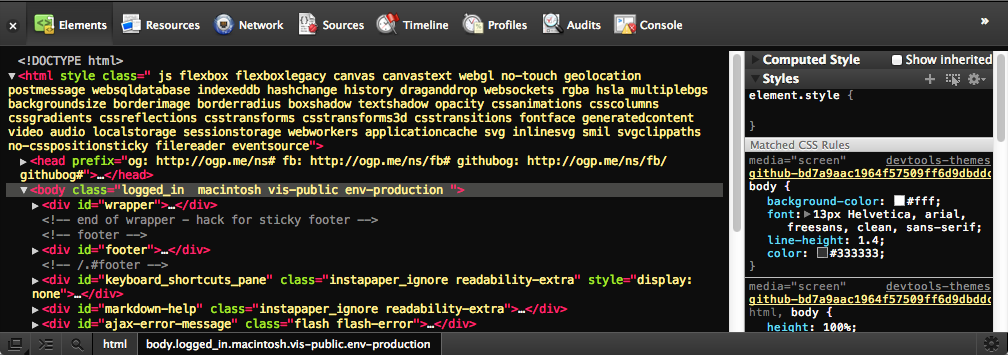 × Elements Resources Network Sources Timeline Profiles Audits Console »
<!DOCTYPE html>
▼<html style class=" js flexbox flexboxlegacy canvas canvastext webgl no-touch geolocation
postmessage websqldatabase indexeddb hashchange history draganddrop websockets rgba hsla multiplebgs
backgroundsize borderimage borderradius boxshadow textshadow opacity cssanimations csscolumns
cssgradients cssreflections csstransforms csstransforms3d csstransitions fontface generatedcontent
video audio localstorage sessionstorage webworkers applicationcache svg inlinesvg smil svgclippaths
no-csspositionsticky filereader eventsource">
▶<head prefix="og: http://ogp.me/ns# fb: http://ogp.me/ns/fb# githubog: http://ogp.me/ns/fb/
githubog#">…</head>
▼<body class="logged_in  macintosh vis-public env-production ">
▶<div id="wrapper">…</div>
<!-- end of wrapper - hack for sticky footer -->
<!-- footer -->
▶<div id="footer">…</div>
<!-- /.#footer -->
▶<div id="keyboard_shortcuts_pane" class="instapaper_ignore readability-extra" style="display:
none">…</div>
▶<div id="markdown-help" class="instapaper_ignore readability-extra">…</div>
▶<div id="ajax-error-message" class="flash flash-error">…</div>
▶ Computed Style Show inherited
▼ Styles
element.style {
}
Matched CSS Rules
media="screen" devtools-themes
github-bd7a9aac1964f57509ff6d9dbddc
body {
background-color: #fff;
font: ▶13px Helvetica, arial,
freesans, clean, sans-serif;
line-height: 1.4;
color: #333333;
}
media="screen" devtools-themes
github-bd7a9aac1964f57509ff6d9dbddc
html, body {
height: 100%;
html body.logged_in.macintosh.vis-public.env-production